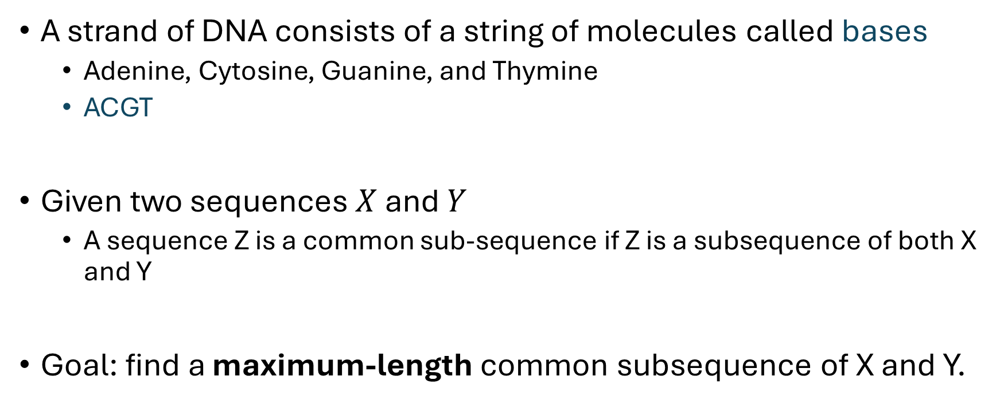 • A strand of DNA consists of a string of molecules called bases
• Adenine, Cytosine, Guanine, and Thymine
• ACGT
• Given two sequences X and Y
• A sequence Z is a common sub-sequence if Z is a subsequence of both X
and Y
• Goal: find a maximum-length common subsequence of X and Y.